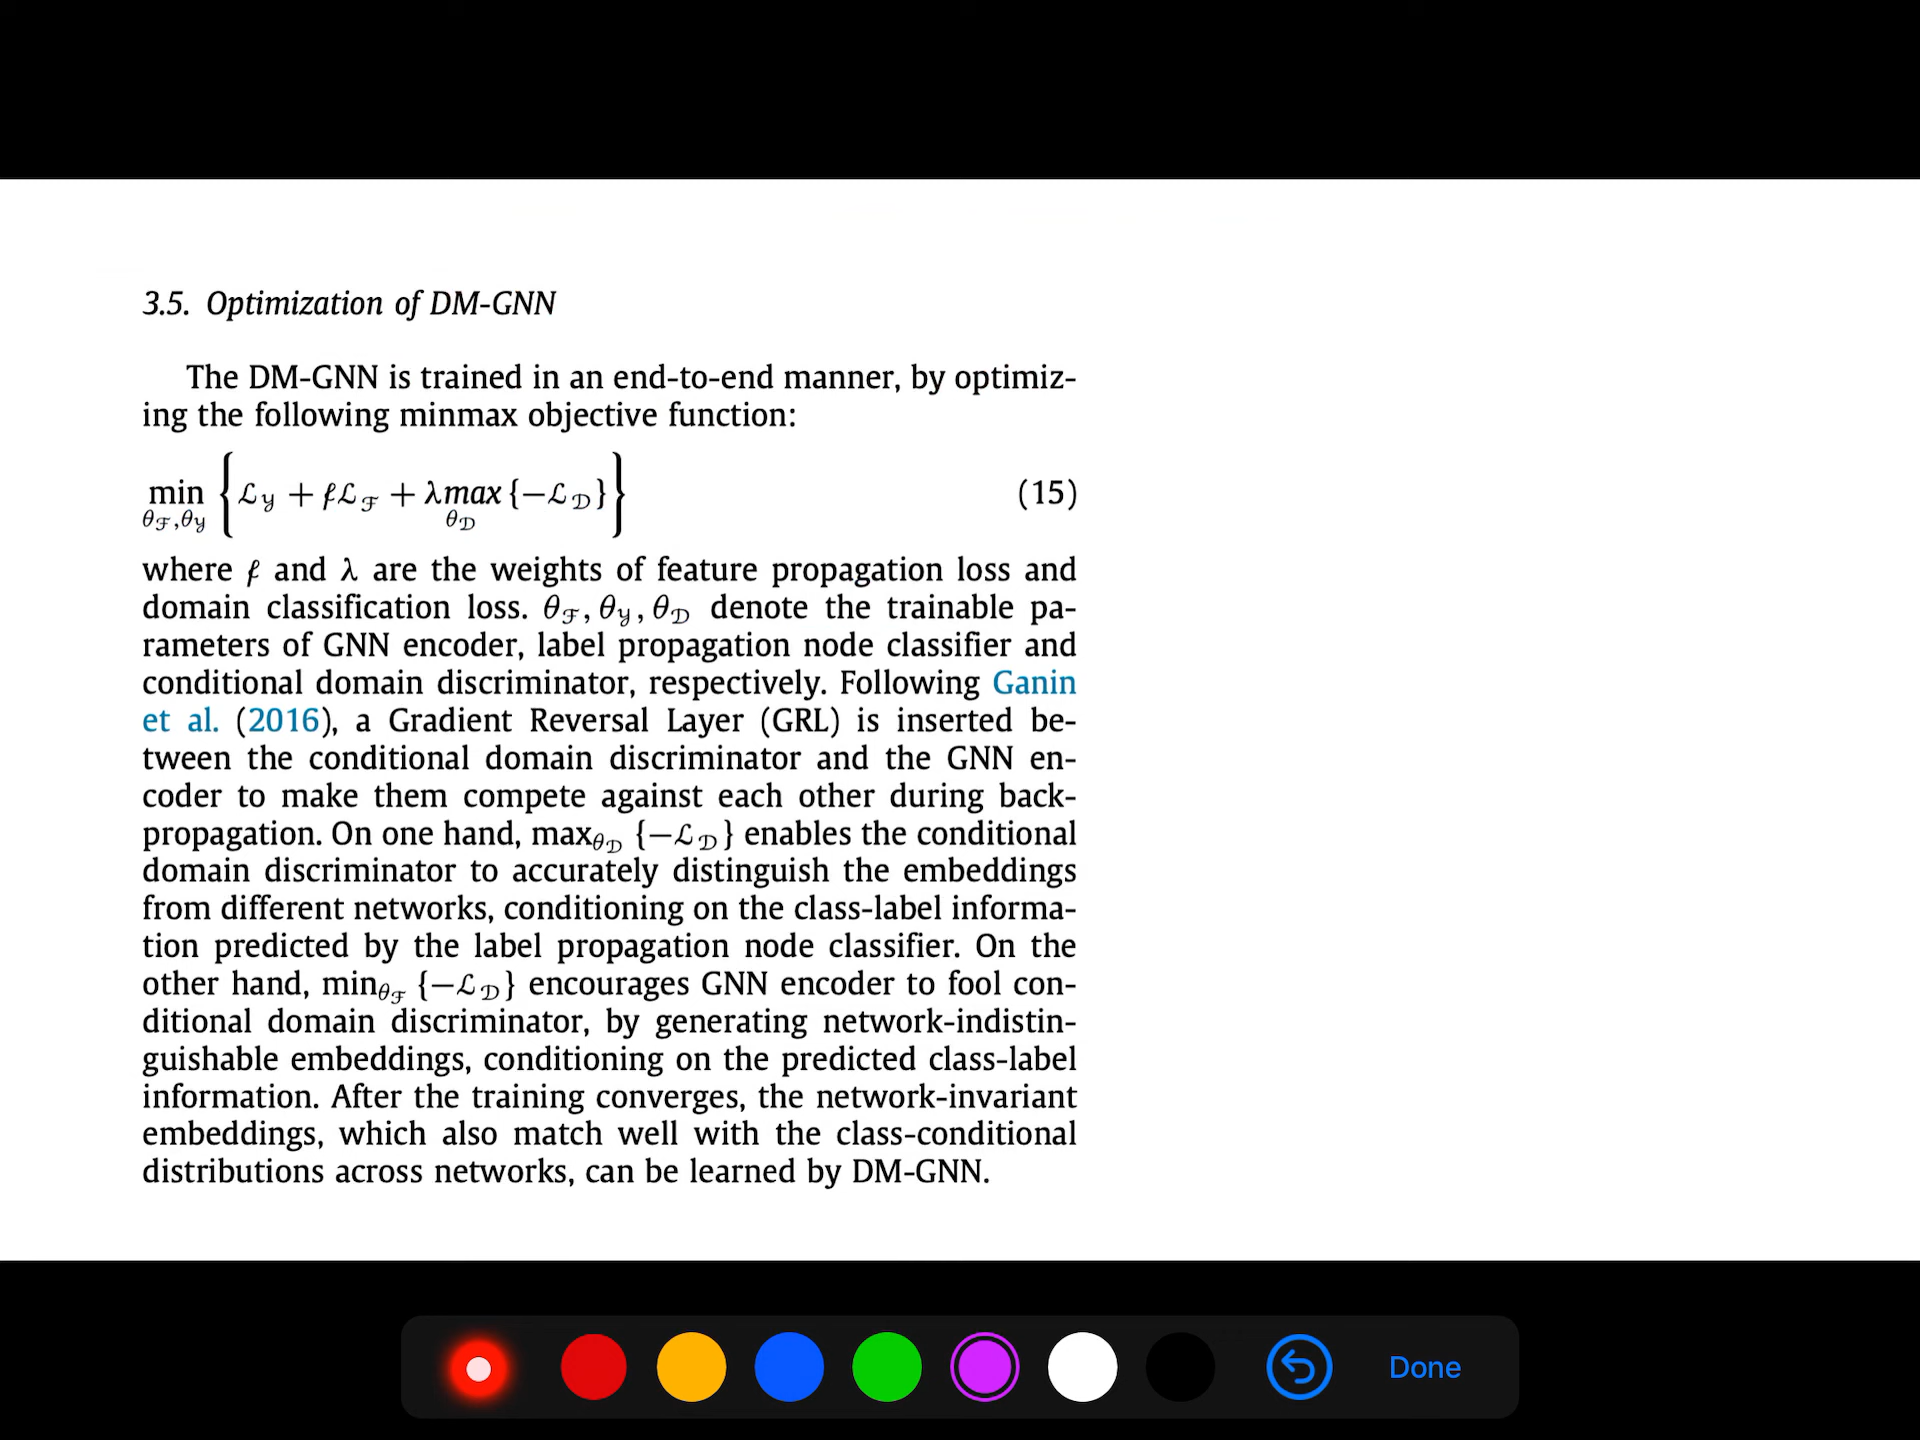 3.5. Optimization of DM-GNN
The DM-GNN is trained in an end-to-end manner, by optimiz-
ing the following minmax objective function:
min_{θ_ℱ,θ_𝒴} {ℒ_𝒴 + 𝒻ℒ_ℱ + λ max_{θ_𝒟} {−ℒ_𝒟}} (15)
where 𝒻 and λ are the weights of feature propagation loss and
domain classification loss. θ_ℱ, θ_𝒴, θ_𝒟 denote the trainable pa-
rameters of GNN encoder, label propagation node classifier and
conditional domain discriminator, respectively. Following Ganin
et al. (2016), a Gradient Reversal Layer (GRL) is inserted be-
tween the conditional domain discriminator and the GNN en-
coder to make them compete against each other during back-
propagation. On one hand, max_{θ_𝒟} {−ℒ_𝒟} enables the conditional
domain discriminator to accurately distinguish the embeddings
from different networks, conditioning on the class-label informa-
tion predicted by the label propagation node classifier. On the
other hand, min_{θ_ℱ} {−ℒ_𝒟} encourages GNN encoder to fool con-
ditional domain discriminator, by generating network-indistin-
guishable embeddings, conditioning on the predicted class-label
information. After the training converges, the network-invariant
embeddings, which also match well with the class-conditional
distributions across networks, can be learned by DM-GNN.
Done